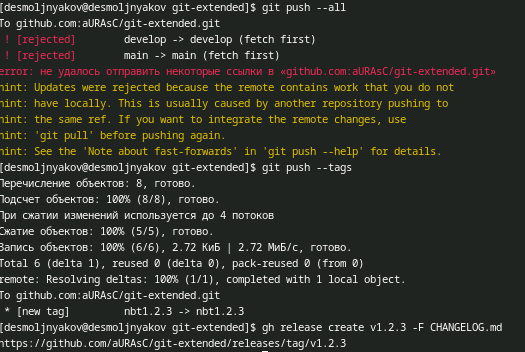 [desmoljnyakov@desmoljnyakov git-extended]$ git push --all
To github.com:aURAsC/git-extended.git
! [rejected] develop -> develop (fetch first)
! [rejected] main -> main (fetch first)
error: не удалось отправить некоторые ссылки в «github.com:aURAsC/git-extended.git»
hint: Updates were rejected because the remote contains work that you do not
hint: have locally. This is usually caused by another repository pushing to
hint: the same ref. If you want to integrate the remote changes, use
hint: 'git pull' before pushing again.
hint: See the 'Note about fast-forwards' in 'git push --help' for details.
[desmoljnyakov@desmoljnyakov git-extended]$ git push --tags
Перечисление объектов: 8, готово.
Подсчет объектов: 100% (8/8), готово.
При сжатии изменений используется до 4 потоков
Сжатие объектов: 100% (5/5), готово.
Запись объектов: 100% (6/6), 2.72 КиБ | 2.72 МиБ/с, готово.
Total 6 (delta 1), reused 0 (delta 0), pack-reused 0 (from 0)
remote: Resolving deltas: 100% (1/1), completed with 1 local object.
To github.com:aURAsC/git-extended.git
* [new tag] nbt1.2.3 -> nbt1.2.3
[desmoljnyakov@desmoljnyakov git-extended]$ gh release create v1.2.3 -F CHANGELOG.md
https://github.com/aURAsC/git-extended/releases/tag/v1.2.3